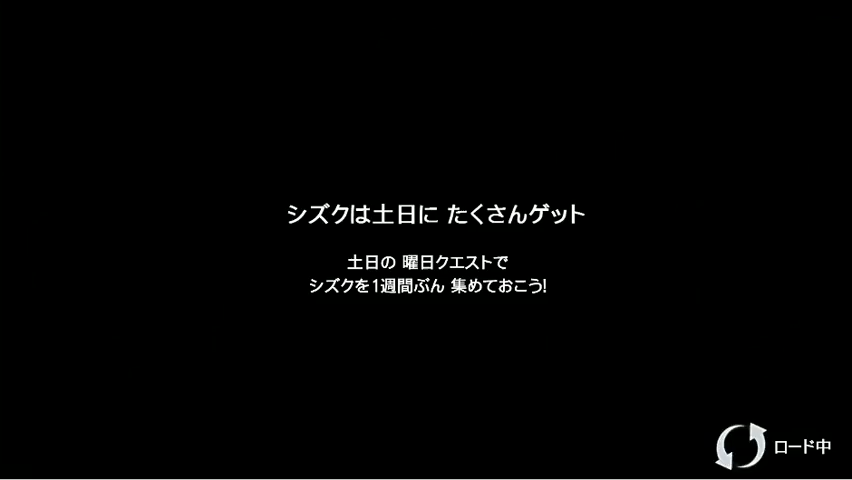 シズクは土日に たくさんゲット
土日の 曜日クエストで
シズクを1週間ぶん 集めておこう!
ロード中